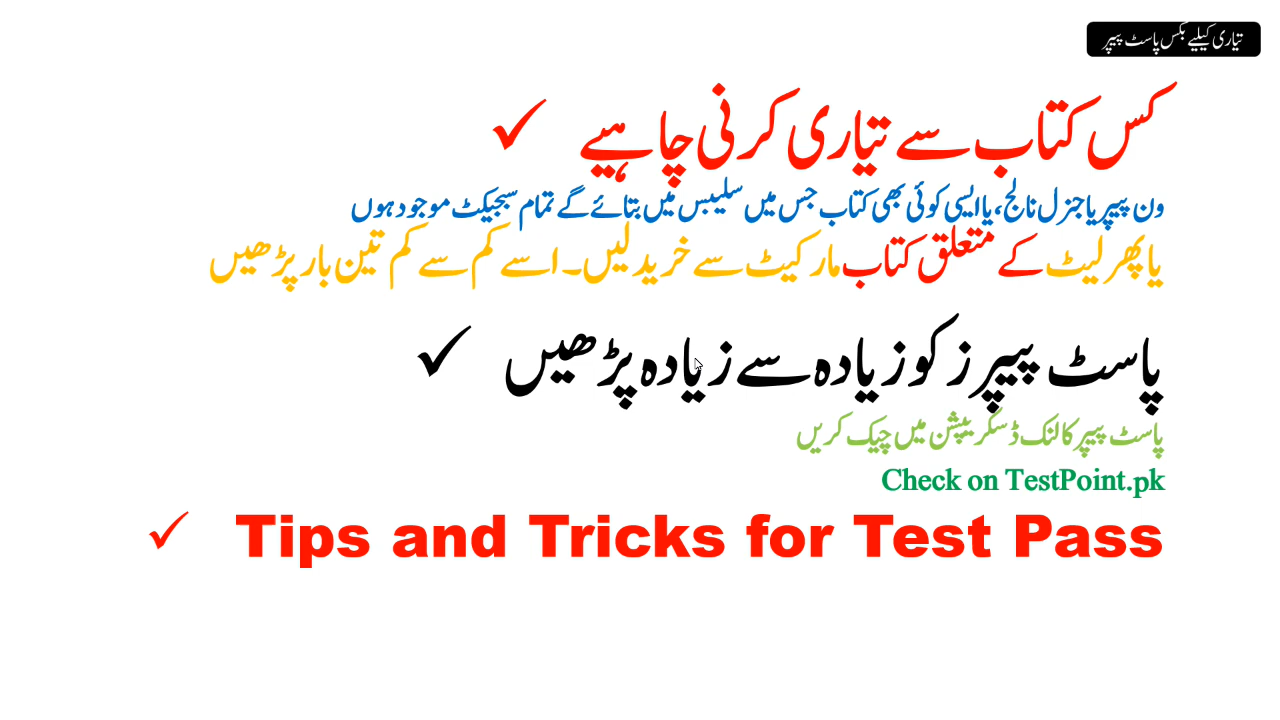 تیاری کیلیے بکس پاسٹ پیپر
کس کتاب سے تیاری کرنی چاہیے
ون پیپر یا جنرل نالج، یا ایسی کوئی بھی کتاب جس میں سلیبس میں بتائے گے تمام سبجیکٹ موجود ہوں
یا پھر لیٹ کے متعلق کتاب مارکیٹ سے خرید لیں۔ اسے کم سے کم تین بار پڑھیں
پاسٹ پیپرز کو زیادہ سے زیادہ پڑھیں
پاسٹ پیپر کا لنک ڈسکرپشن میں چیک کریں
Check on TestPoint.pk
Tips and Tricks for Test Pass